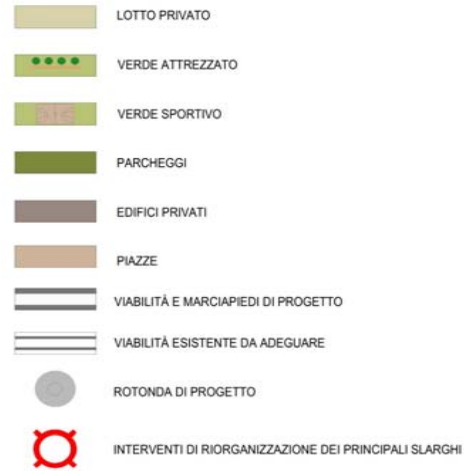 LOTTO PRIVATO
VERDE ATTREZZATO
VERDE SPORTIVO
PARCHEGGI
EDIFICI PRIVATI
PIAZZE
VIABILITÀ E MARCIAPIEDI DI PROGETTO
VIABILITÀ ESISTENTE DA ADEGUARE
ROTONDA DI PROGETTO
INTERVENTI DI RIORGANIZZAZIONE DEI PRINCIPALI SLARGHI